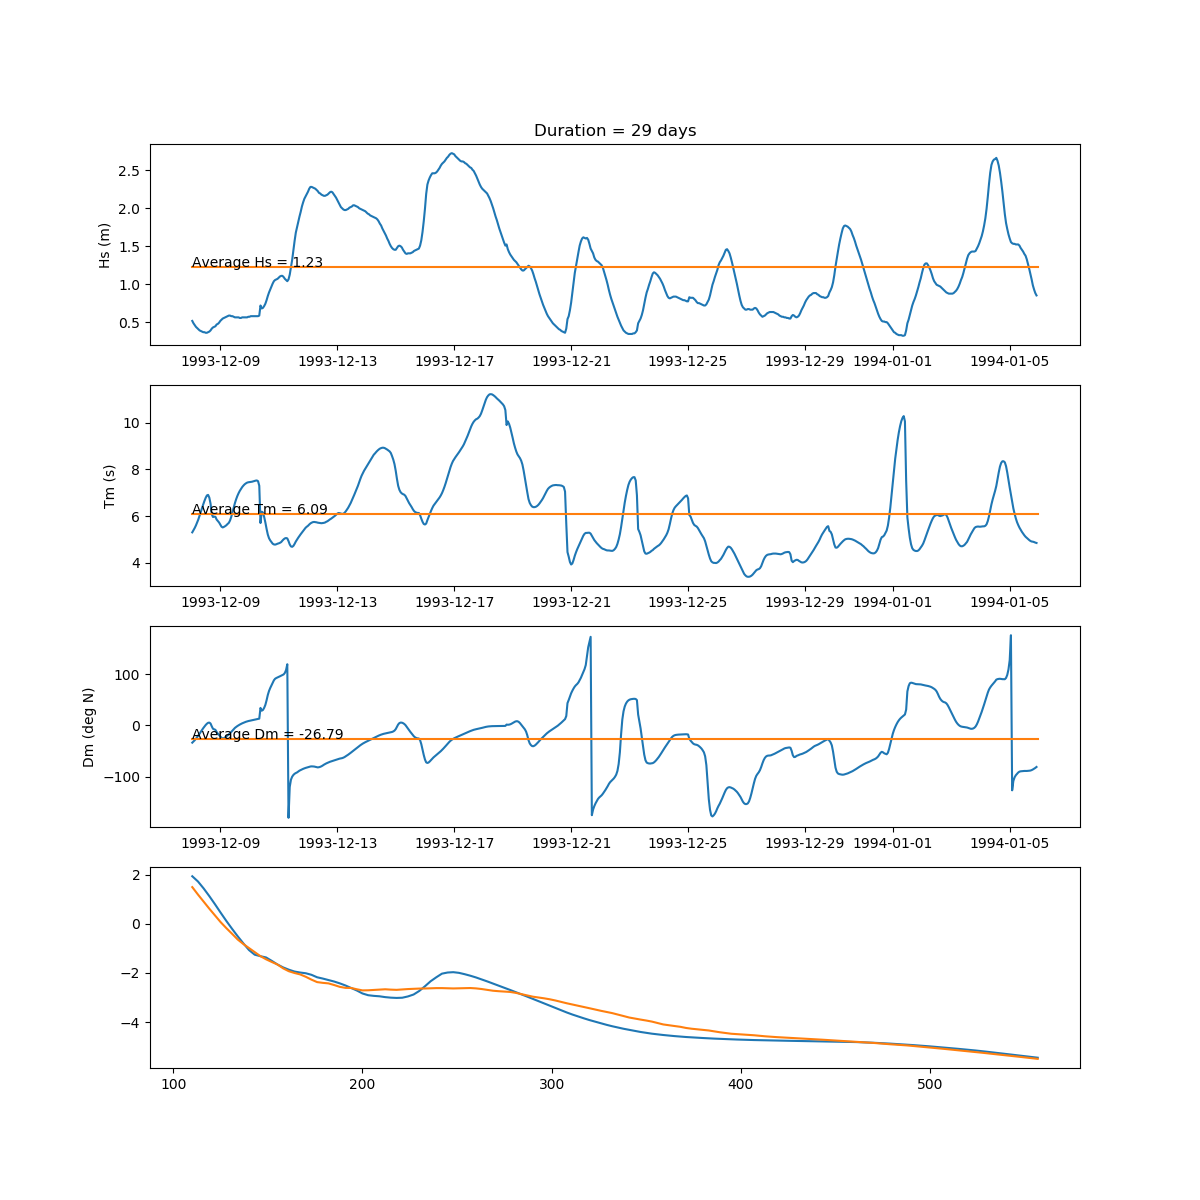 Duration = 29 days
Hs (m)
2.5
2.0
1.5
1.0
0.5
Average Hs = 1.23
1993-12-09 1993-12-13 1993-12-17 1993-12-21 1993-12-25 1993-12-29 1994-01-01 1994-01-05
Tm (s)
10
8
6
4
Average Tm = 6.09
1993-12-09 1993-12-13 1993-12-17 1993-12-21 1993-12-25 1993-12-29 1994-01-01 1994-01-05
Dm (deg N)
100
0
−100
Average Dm = -26.79
1993-12-09 1993-12-13 1993-12-17 1993-12-21 1993-12-25 1993-12-29 1994-01-01 1994-01-05
2
0
−2
−4
100 200 300 400 500